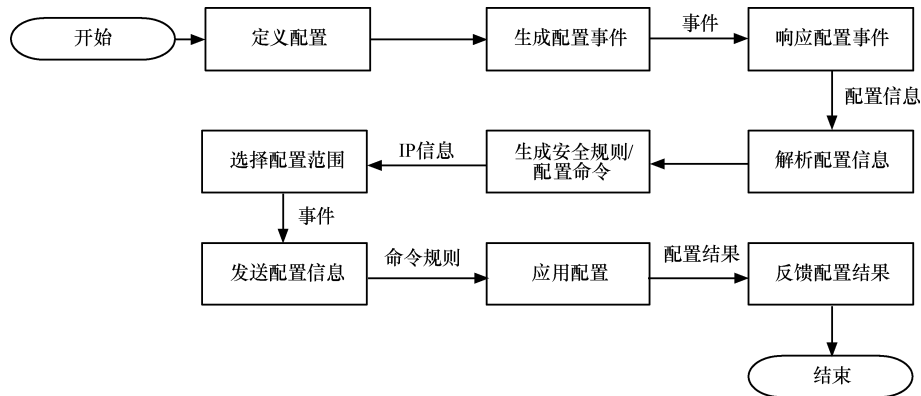 开始
定义配置
生成配置事件
事件
响应配置事件
配置信息
解析配置信息
生成安全规则/
配置命令
IP信息
选择配置范围
事件
发送配置信息
命令规则
应用配置
配置结果
反馈配置结果
结束